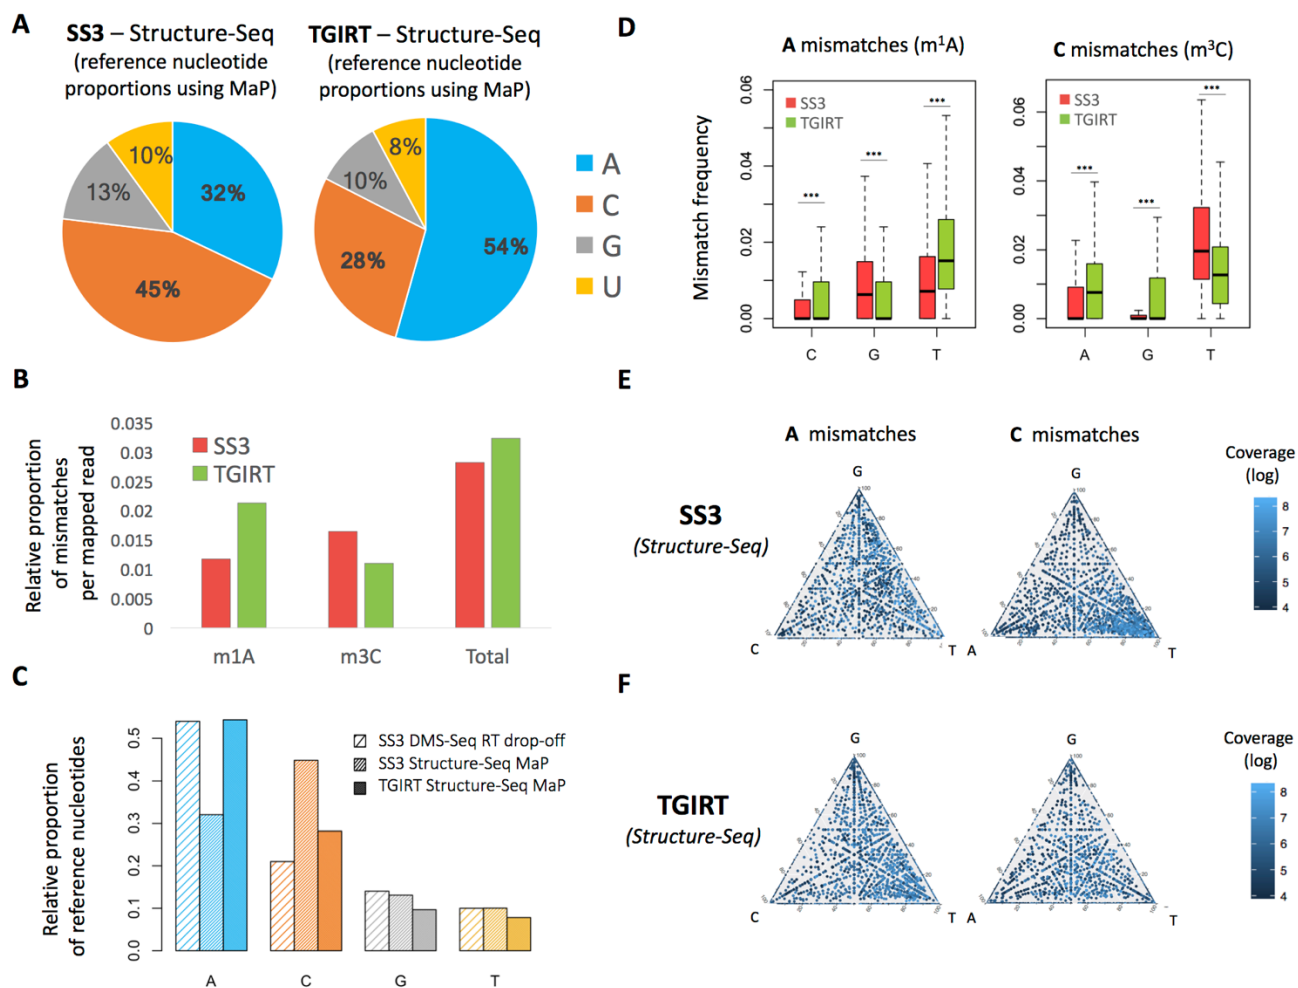 A
SS3 – Structure-Seq
(reference nucleotide
proportions using MaP)
10%
32%
13%
45%
TGIRT – Structure-Seq
(reference nucleotide
proportions using MaP)
8%
10%
28%
54%
A
C
G
U
B
Relative proportion
of mismatches
per mapped read
0.035
0.03
0.025
0.02
0.015
0.01
0.005
0
SS3
TGIRT
m1A
m3C
Total
C
Relative proportion
of reference nucleotides
0.5
0.4
0.3
0.2
0.1
0.0
SS3 DMS-Seq RT drop-off
SS3 Structure-Seq MaP
TGIRT Structure-Seq MaP
A
C
G
T
D
A mismatches (m¹A)
Mismatch frequency
0.06
0.04
0.02
0.00
SS3
TGIRT
***
***
***
C
G
T
C mismatches (m³C)
0.06
0.04
0.02
0.00
SS3
TGIRT
***
***
***
A
G
T
E
A mismatches
C mismatches
SS3
(Structure-Seq)
G
C
T
G
A
T
Coverage
(log)
8
7
6
5
4
F
TGIRT
(Structure-Seq)
G
C
T
G
A
T
Coverage
(log)
8
7
6
5
4